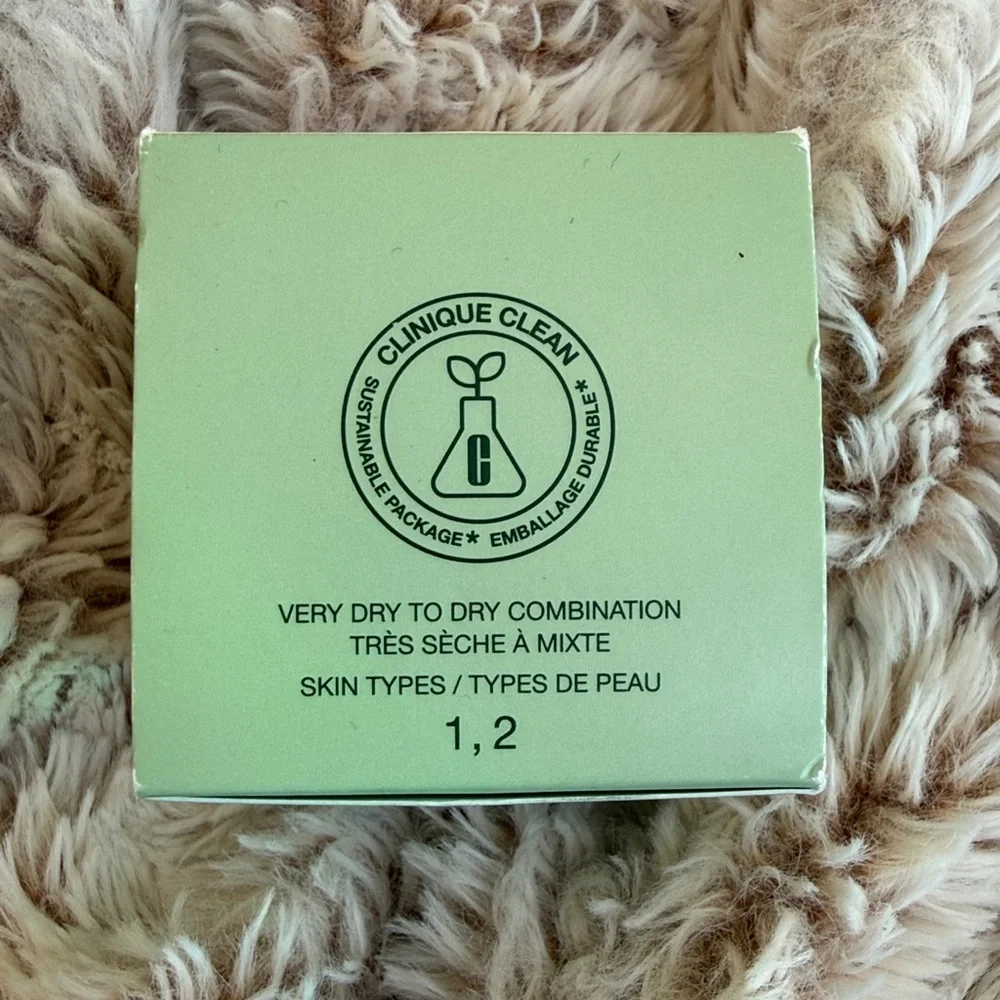 CLINIQUE CLEAN
SUSTAINABLE PACKAGE*
EMBALLAGE DURABLE*
C
VERY DRY TO DRY COMBINATION
TRÈS SÈCHE À MIXTE
SKIN TYPES / TYPES DE PEAU
1, 2